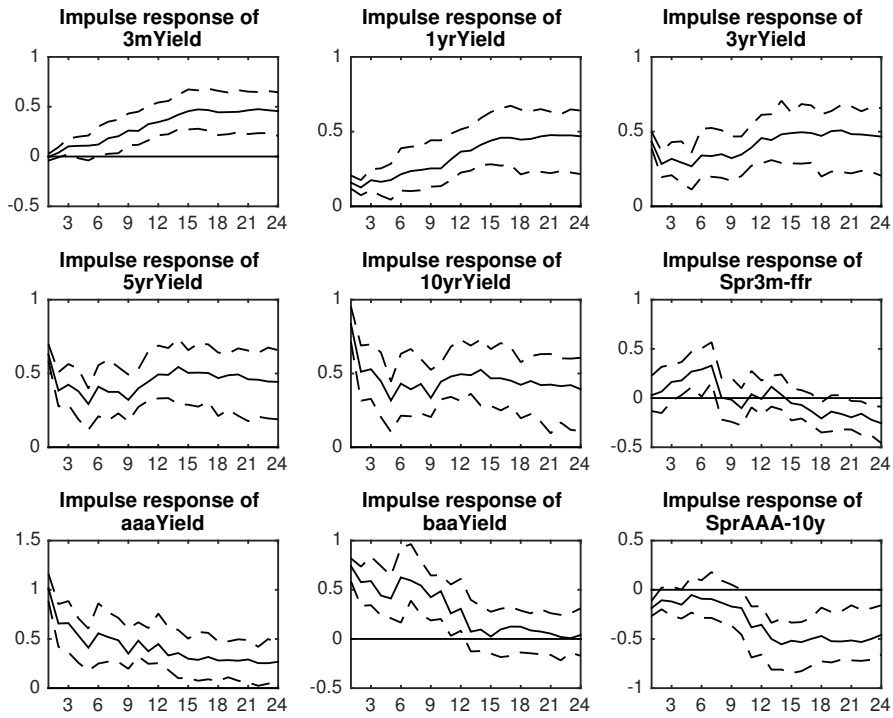 Impulse response of
3mYield
Impulse response of
1yrYield
Impulse response of
3yrYield
1
0.5
0
-0.5
3 6 9 12 15 18 21 24
1
0.5
0
3 6 9 12 15 18 21 24
1
0.5
0
3 6 9 12 15 18 21 24
Impulse response of
5yrYield
Impulse response of
10yrYield
Impulse response of
Spr3m-ffr
1
0.5
0
3 6 9 12 15 18 21 24
1
0.5
0
3 6 9 12 15 18 21 24
1
0.5
0
-0.5
3 6 9 12 15 18 21 24
Impulse response of
aaaYield
Impulse response of
baaYield
Impulse response of
SprAAA-10y
1.5
1
0.5
0
3 6 9 12 15 18 21 24
1
0.5
0
-0.5
3 6 9 12 15 18 21 24
0.5
0
-0.5
-1
3 6 9 12 15 18 21 24